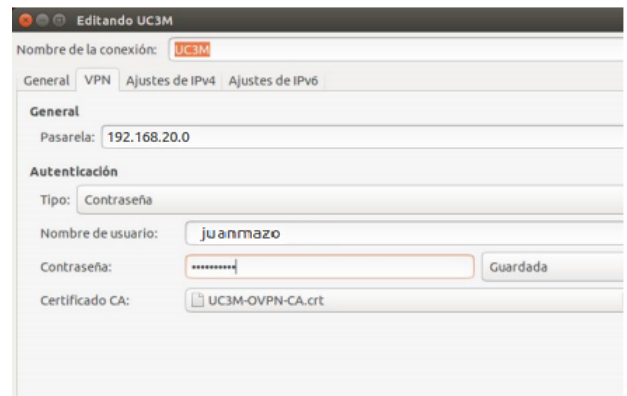 Editando UC3M
Nombre de la conexión: UC3M
General VPN Ajustes de IPv4 Ajustes de IPv6
General
Pasarela: 192.168.20.0
Autenticación
Tipo: Contraseña
Nombre de usuario: juanmazo
Contraseña: •••••••••• Guardada
Certificado CA: UC3M-OVPN-CA.crt